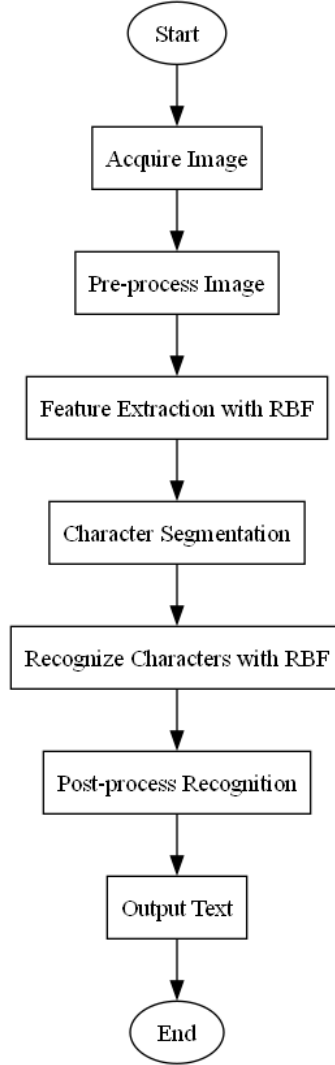 Start
Acquire Image
Pre-process Image
Feature Extraction with RBF
Character Segmentation
Recognize Characters with RBF
Post-process Recognition
Output Text
End